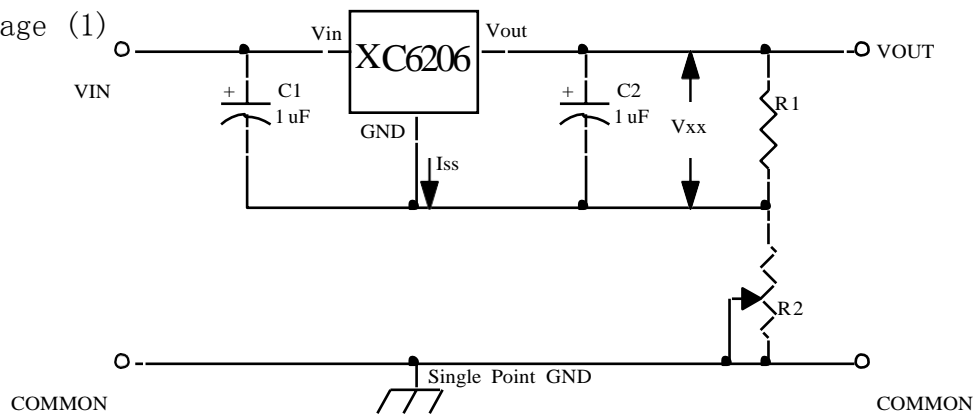 age (1)
Vin
XC6206
Vout
VOUT
VIN
+
C1
1 uF
GND
Iss
+
C2
1 uF
Vxx
R1
R2
Single Point GND
COMMON
COMMON